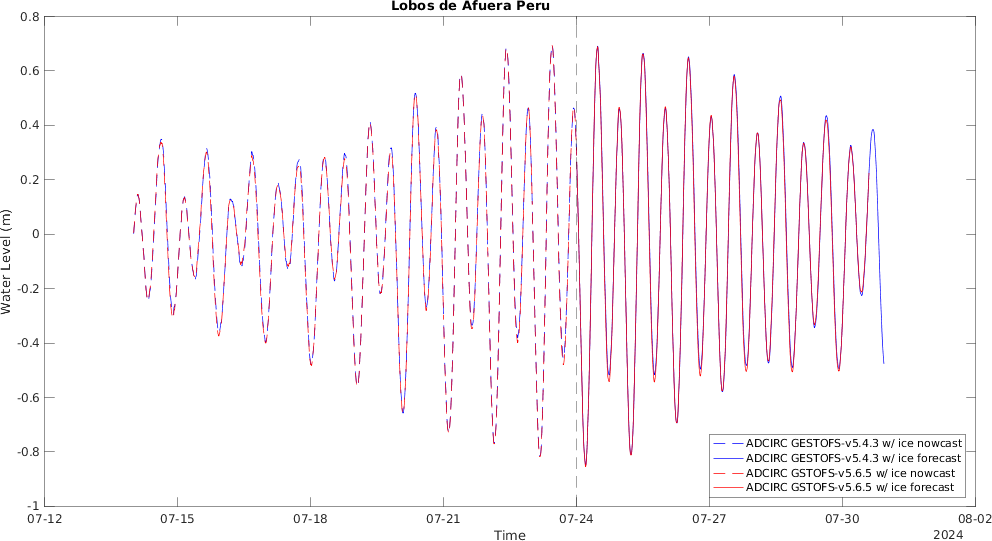 Lobos de Afuera Peru
0.8
0.6
0.4
0.2
0
-0.2
-0.4
-0.6
-0.8
-1
Water Level (m)
07-12 07-15 07-18 07-21 07-24 07-27 07-30 08-02
Time
2024
ADCIRC GESTOFS-v5.4.3 w/ ice nowcast
ADCIRC GESTOFS-v5.4.3 w/ ice forecast
ADCIRC GSTOFS-v5.6.5 w/ ice nowcast
ADCIRC GSTOFS-v5.6.5 w/ ice forecast